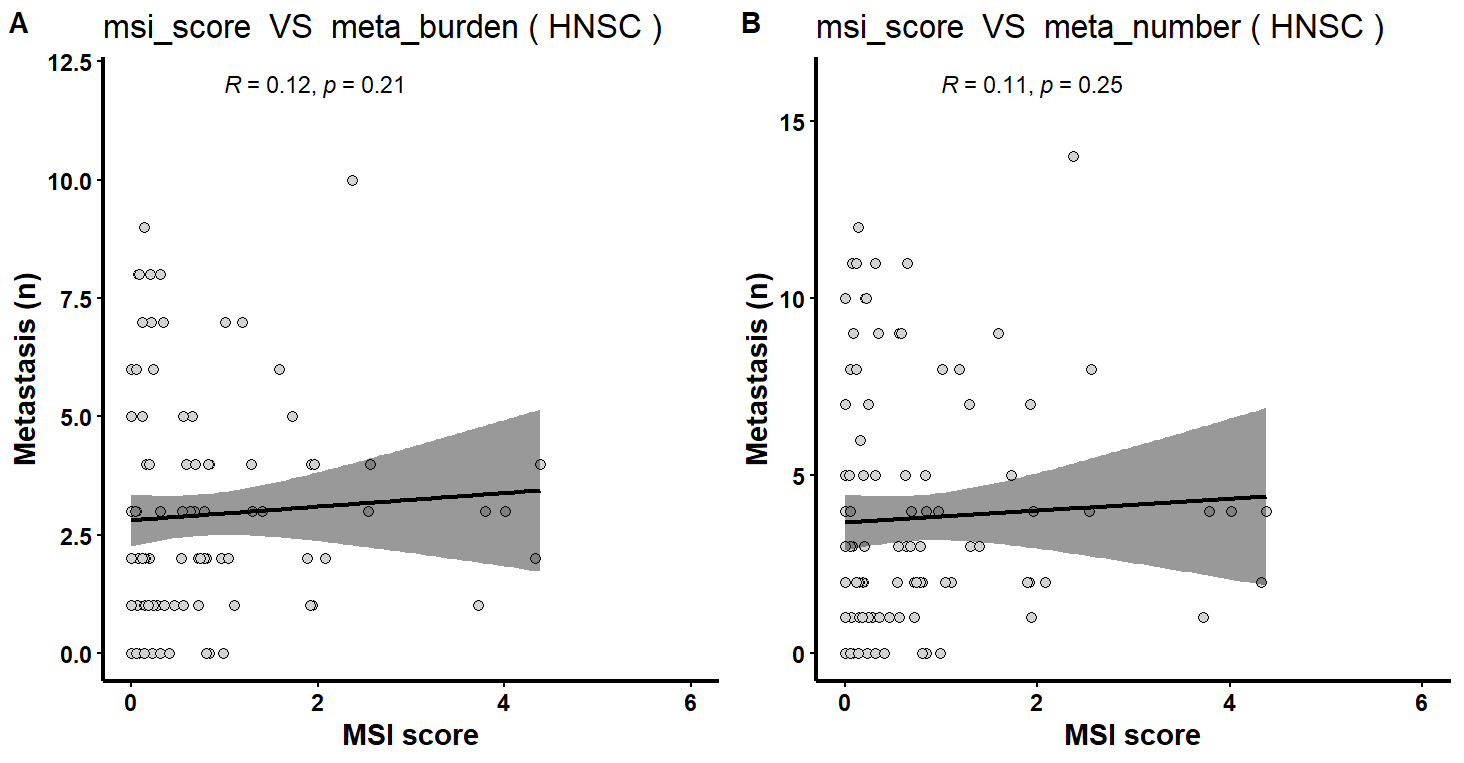 A
msi_score VS meta_burden ( HNSC )
R = 0.12, p = 0.21
Metastasis (n)
12.5
10.0
7.5
5.0
2.5
0.0
0 2 4 6
MSI score
B
msi_score VS meta_number ( HNSC )
R = 0.11, p = 0.25
Metastasis (n)
15
10
5
0
0 2 4 6
MSI score